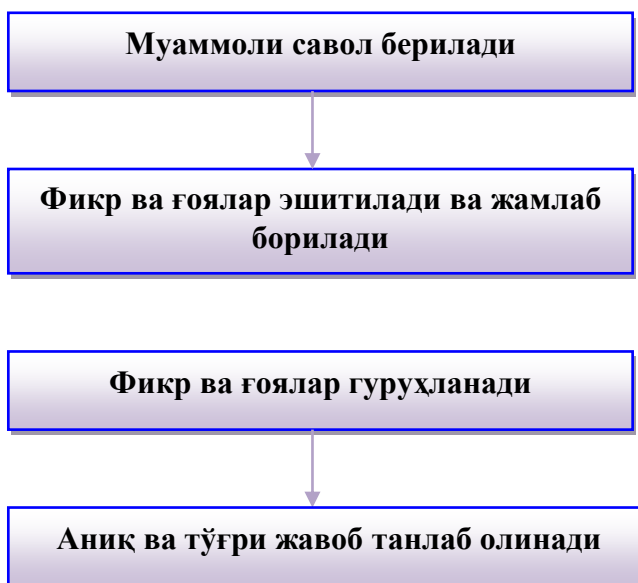 Муаммоли савол берилади
Фикр ва ғоялар эшитилади ва жамлаб
борилади
Фикр ва ғоялар гуруҳланади
Аниқ ва тўғри жавоб танлаб олинади